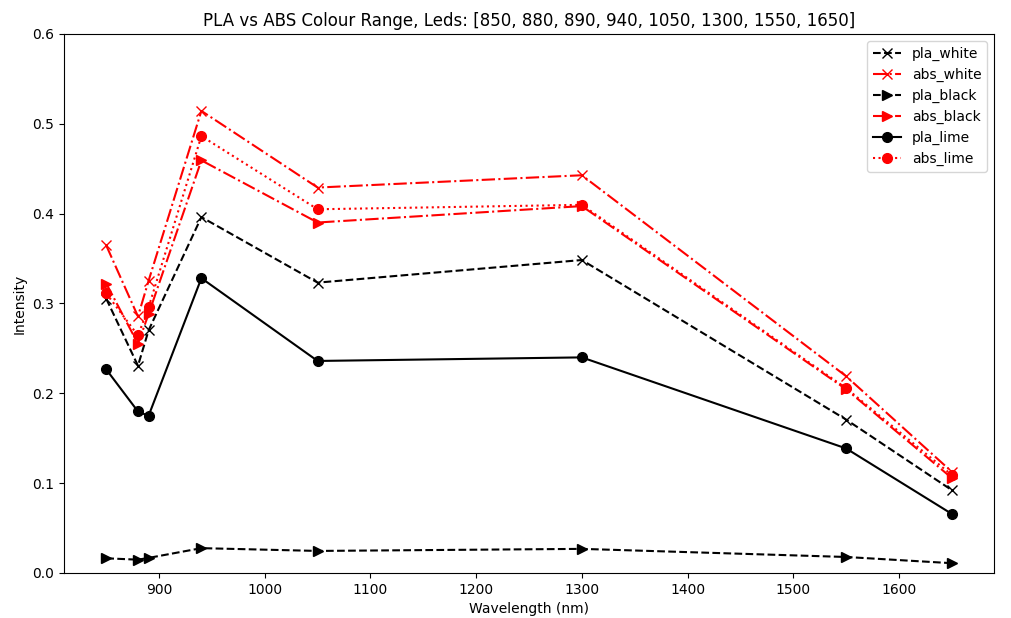 PLA vs ABS Colour Range, Leds: [850, 880, 890, 940, 1050, 1300, 1550, 1650]
0.6
0.5
0.4
0.3
0.2
0.1
0.0
Intensity
pla_white
abs_white
pla_black
abs_black
pla_lime
abs_lime
900 1000 1100 1200 1300 1400 1500 1600
Wavelength (nm)